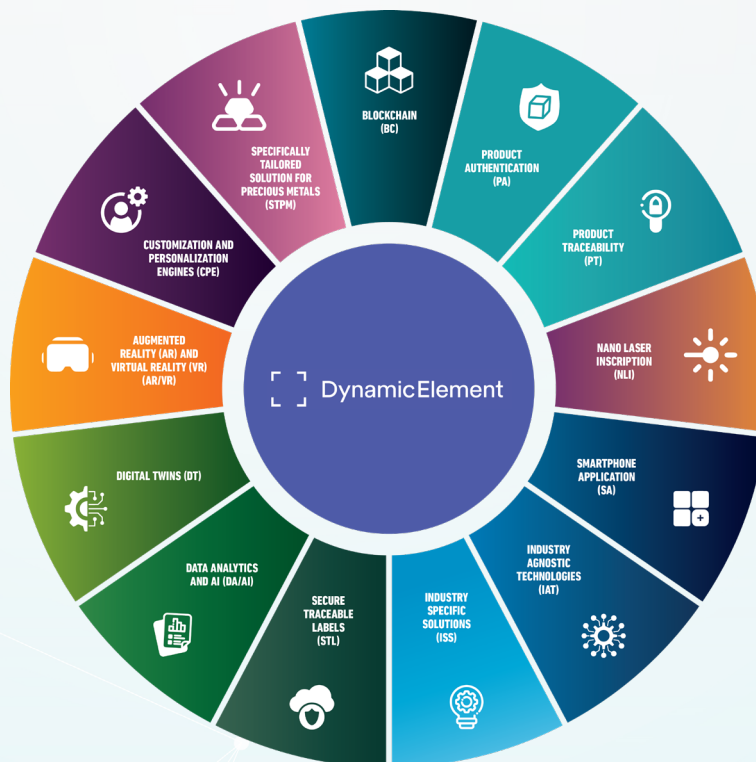 BLOCKCHAIN
(BC)
PRODUCT
AUTHENTICATION
(PA)
PRODUCT
TRACEABILITY
(PT)
NANO LASER
INSCRIPTION
(NLI)
SMARTPHONE
APPLICATION
(SA)
INDUSTRY
AGNOSTIC
TECHNOLOGIES
(IAT)
INDUSTRY
SPECIFIC
SOLUTIONS
(ISS)
SECURE
TRACEABLE
LABELS
(STL)
DATA ANALYTICS
AND AI (DA/AI)
DIGITAL TWINS (DT)
AUGMENTED
REALITY (AR) AND
VIRTUAL REALITY (VR)
(AR/VR)
CUSTOMIZATION AND
PERSONALIZATION
ENGINES (CPE)
SPECIFICALLY
TAILORED
SOLUTION FOR
PRECIOUS METALS
(STPM)
DynamicElement